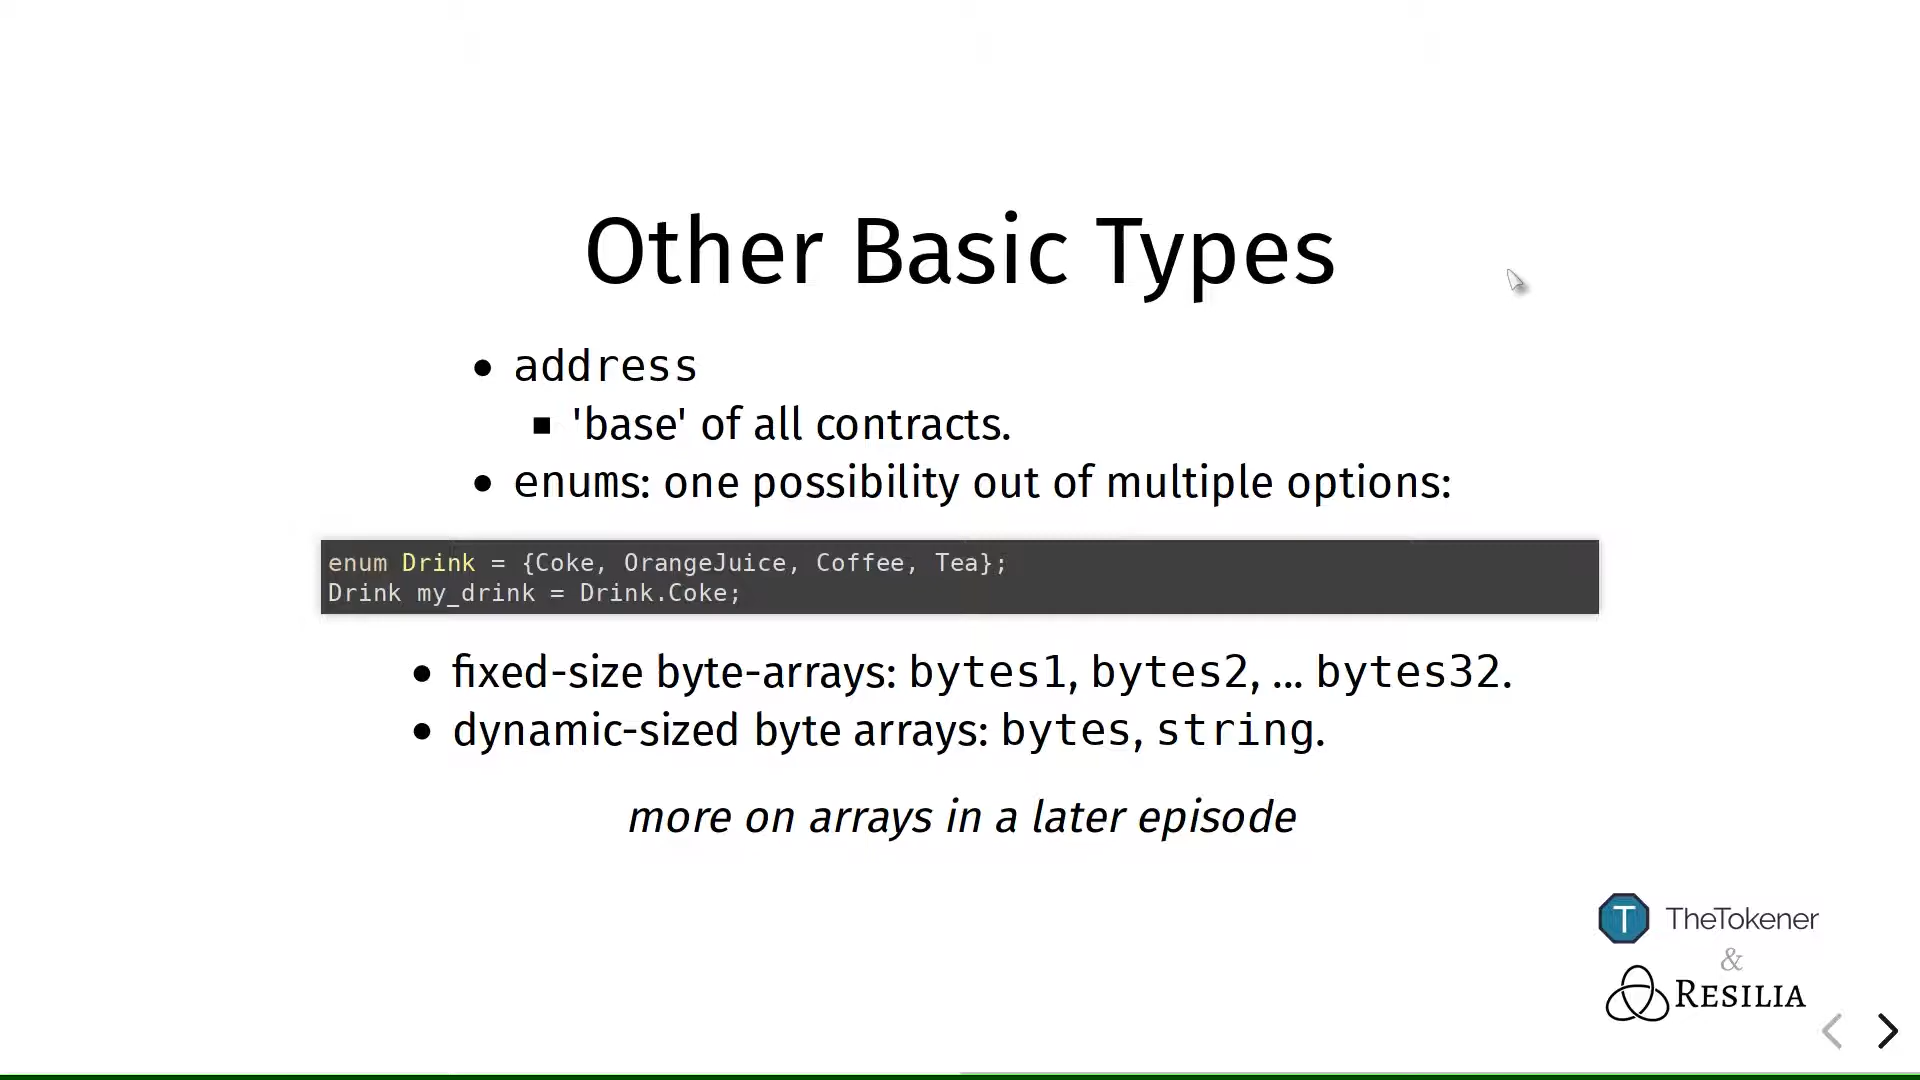 Other Basic Types
• address
▪ 'base' of all contracts.
• enums: one possibility out of multiple options:
enum Drink = {Coke, OrangeJuice, Coffee, Tea};
Drink my_drink = Drink.Coke;
• fixed-size byte-arrays: bytes1, bytes2, ... bytes32.
• dynamic-sized byte arrays: bytes, string.
more on arrays in a later episode
T TheTokener
&
RESILIA